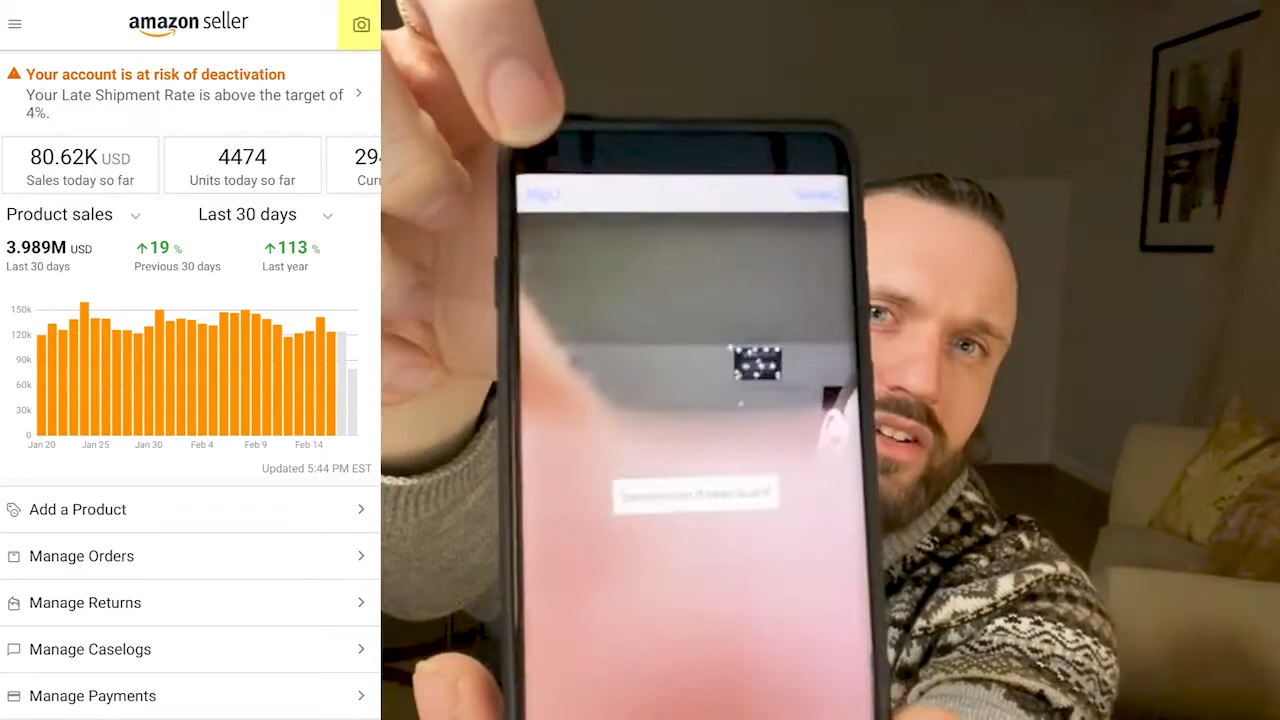 amazon seller
Your account is at risk of deactivation
Your Late Shipment Rate is above the target of
4%.
80.62K USD
Sales today so far
4474
Units today so far
29
Curr
Product sales
Last 30 days
3.989M USD
Last 30 days
19 %
Previous 30 days
113 %
Last year
150k
120k
90k
60k
30k
0
Jan 20
Jan 25
Jan 30
Feb 4
Feb 9
Feb 14
Updated 5:44 PM EST
Add a Product
Manage Orders
Manage Returns
Manage Caselogs
Manage Payments